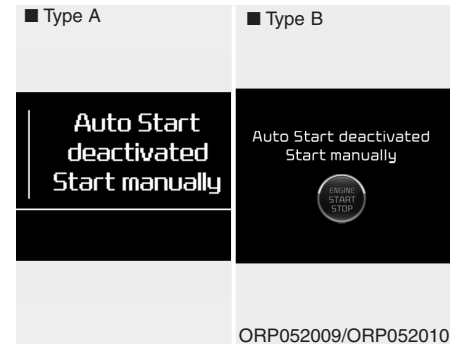 ■ Type A
Auto Start
deactivated
Start manually
■ Type B
Auto Start deactivated
Start manually
ENGINE
START
STOP
ORP052009/ORP052010